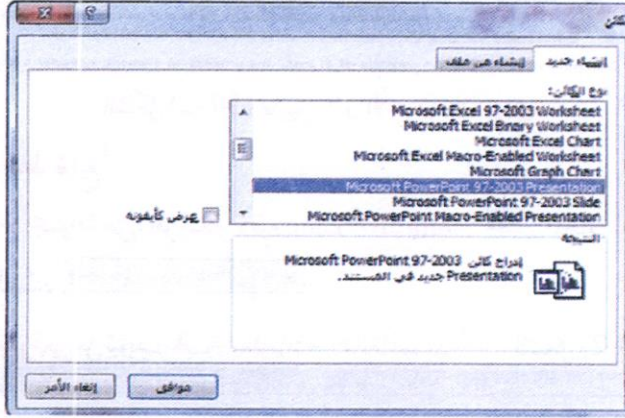 كائن
إنشاء جديد
إنشاء من ملف
نوع الكائن:
Microsoft Excel 97-2003 Worksheet
Microsoft Excel Binary Worksheet
Microsoft Excel Chart
Microsoft Excel Macro-Enabled Worksheet
Microsoft Graph Chart
Microsoft PowerPoint 97-2003 Presentation
Microsoft PowerPoint 97-2003 Slide
Microsoft PowerPoint Macro-Enabled Presentation
عرض كأيقونة
النتيجة
إدراج كائن Microsoft PowerPoint 97-2003
Presentation جديد في المستند.
موافق
إلغاء الأمر